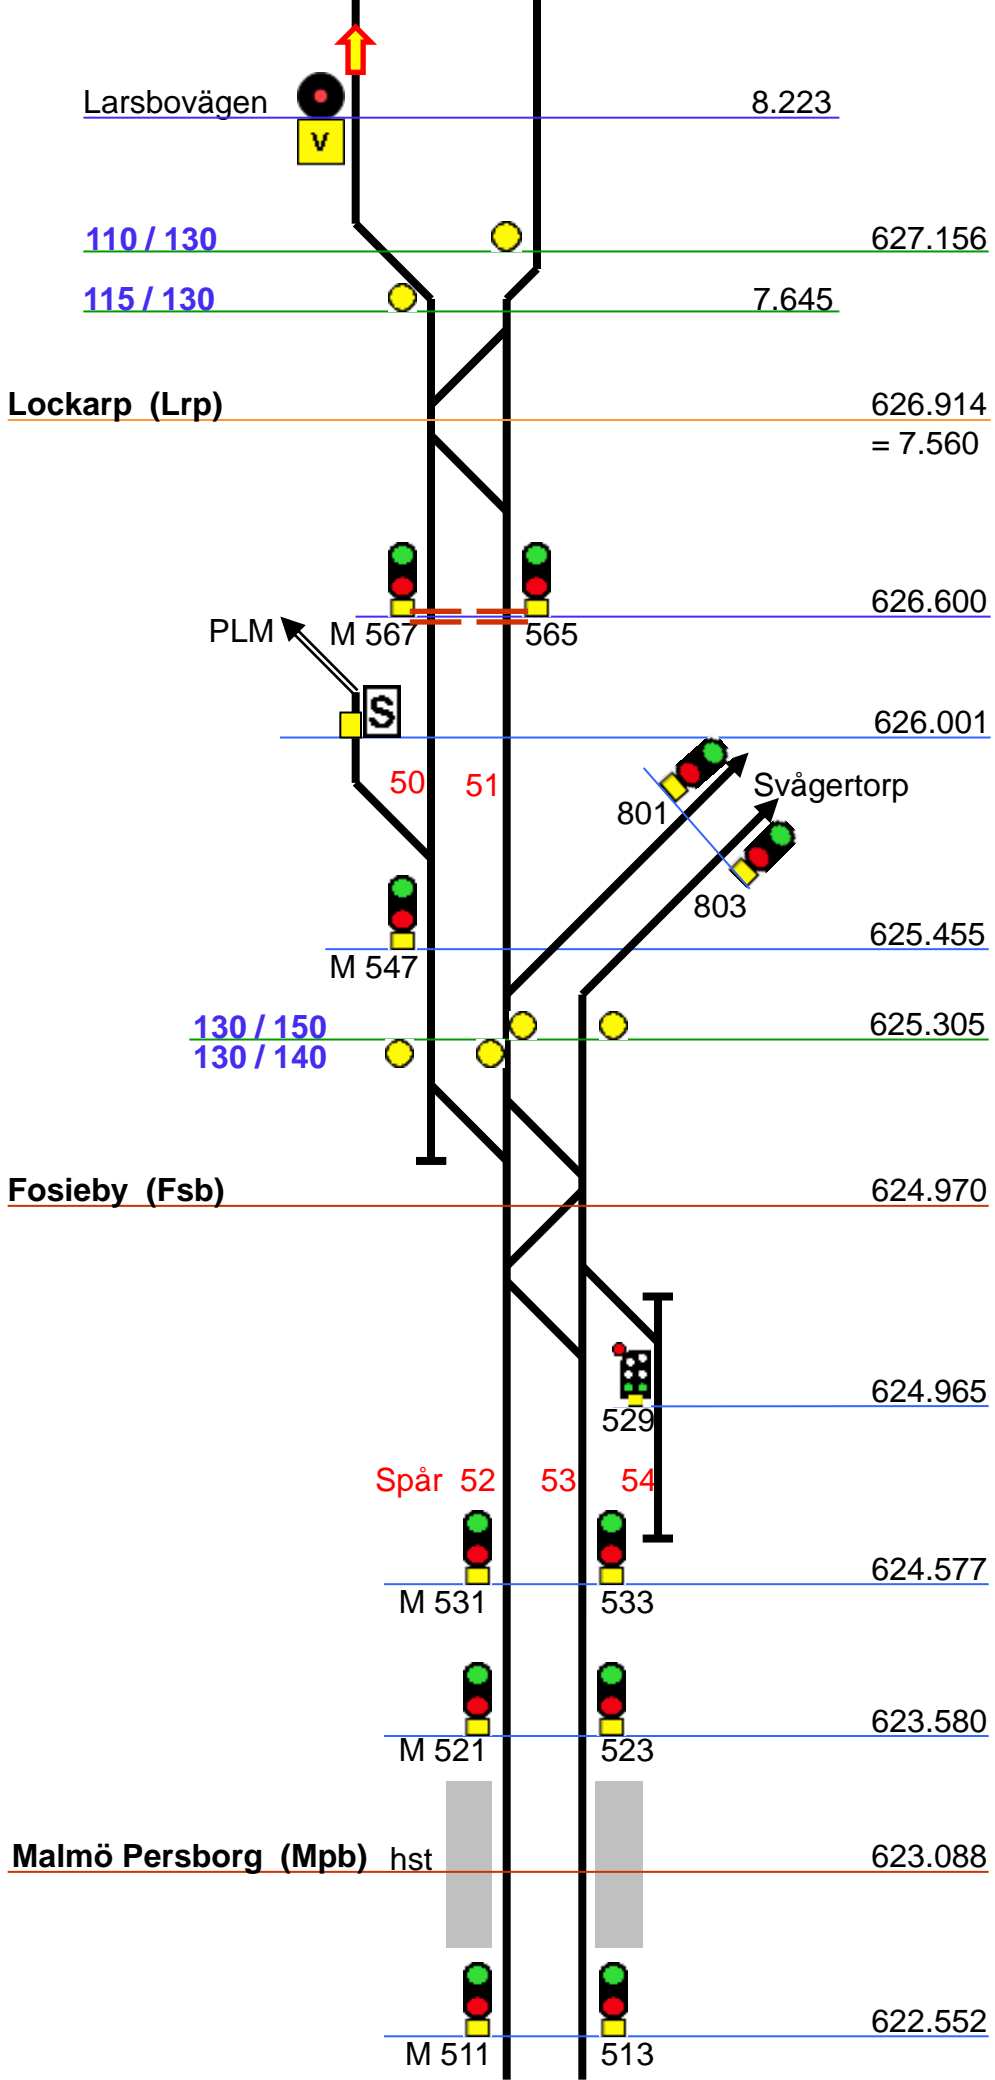 Larsbovägen 8.223
V
110 / 130 627.156
115 / 130 7.645
Lockarp (Lrp) 626.914
= 7.560
626.600
M 567 565
PLM
S 626.001
50 51 Svågertorp
801
803
625.455
M 547
130 / 150 625.305
130 / 140
Fosieby (Fsb) 624.970
624.965
529
Spår 52 53 54
624.577
M 531 533
623.580
M 521 523
Malmö Persborg (Mpb) hst 623.088
622.552
M 511 513